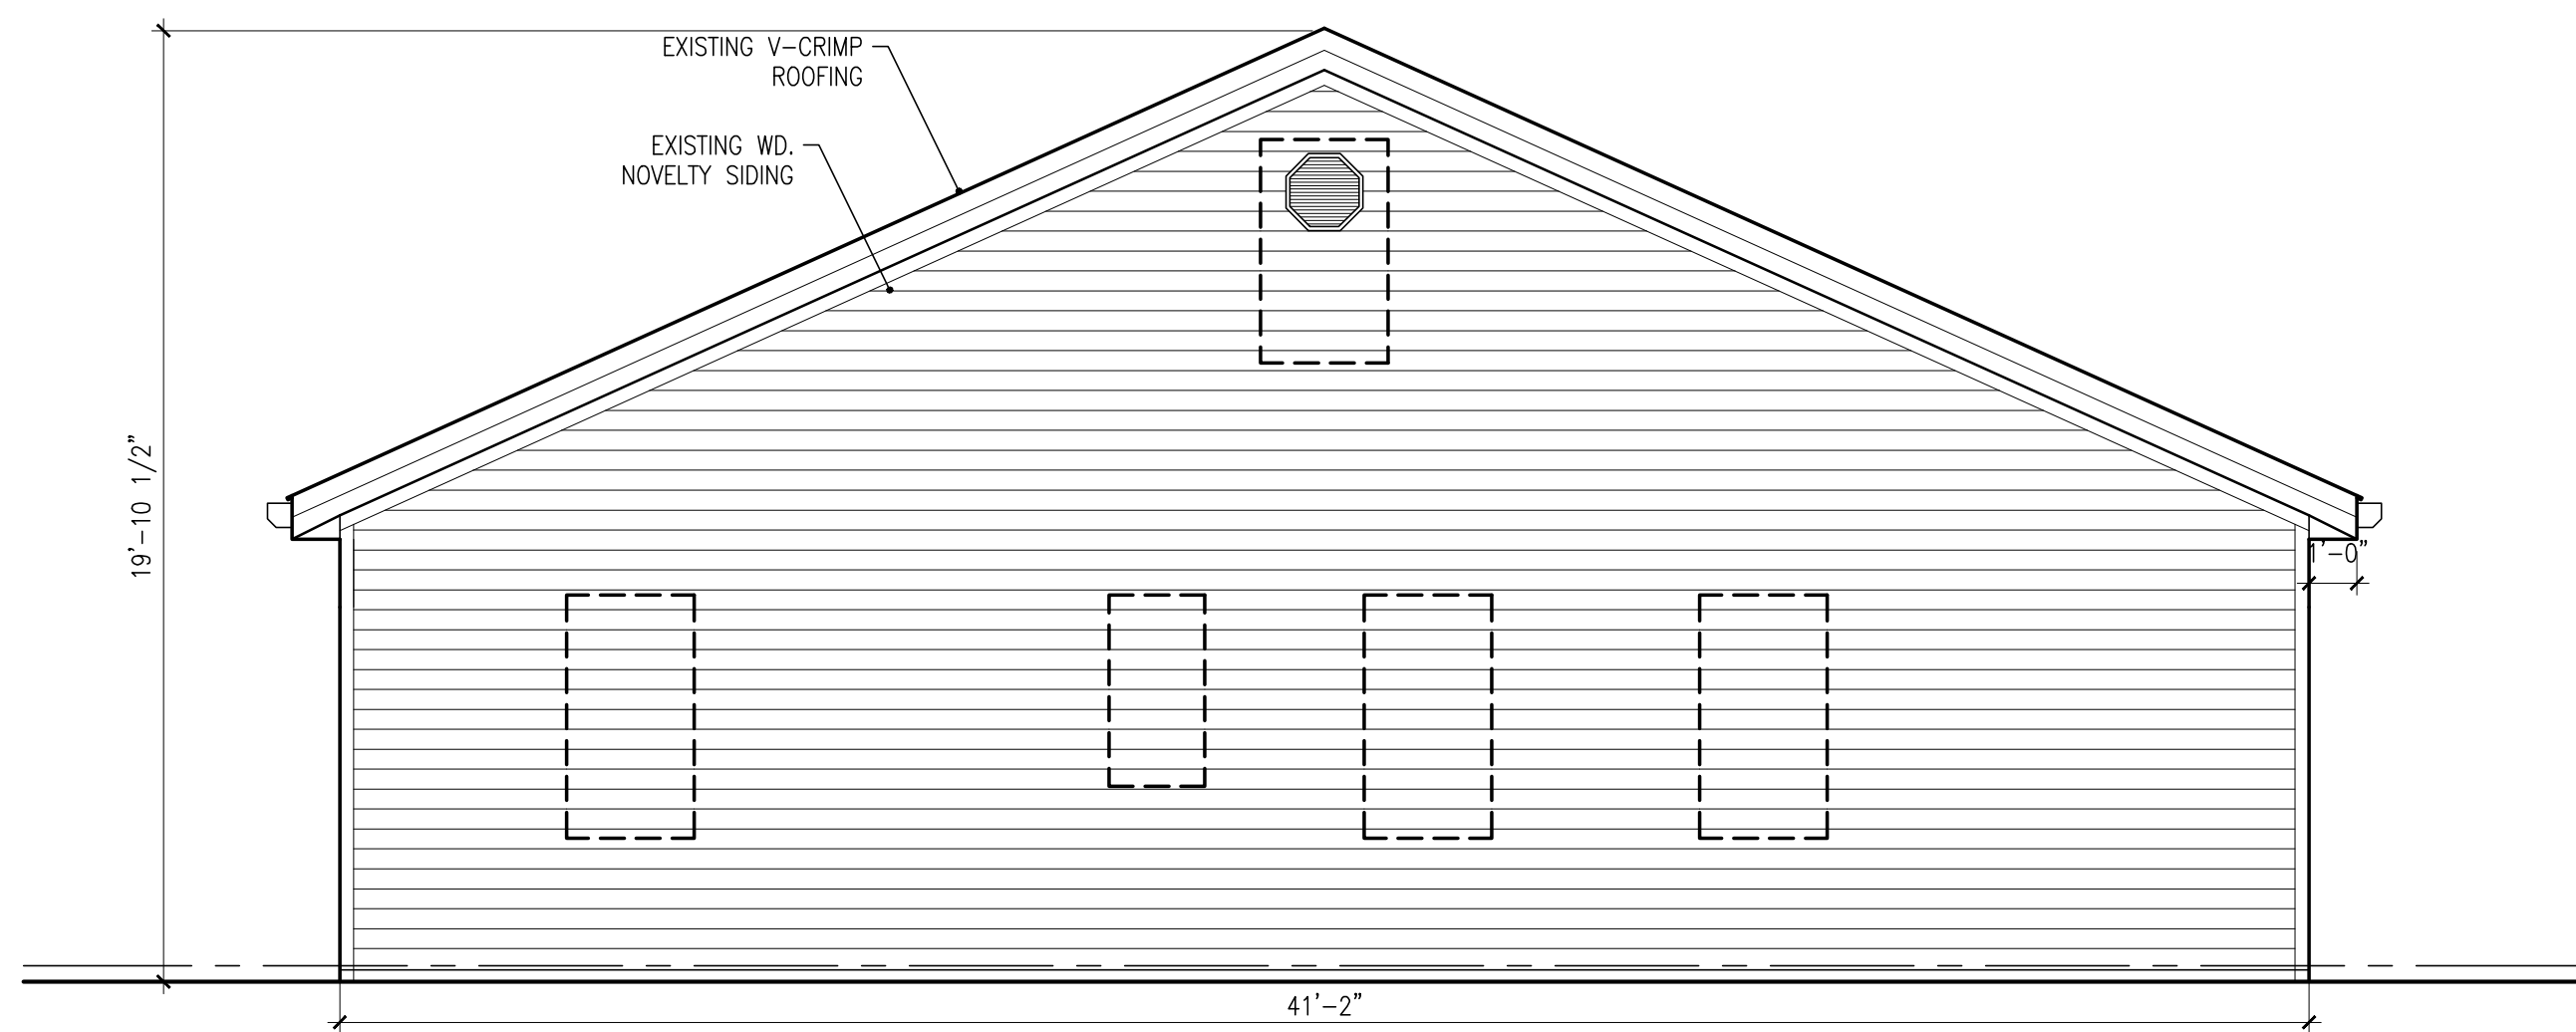 EXISTING V-CRIMP
ROOFING
EXISTING WD.
NOVELTY SIDING
19'-10 1/2"
1'-0"
41'-2"